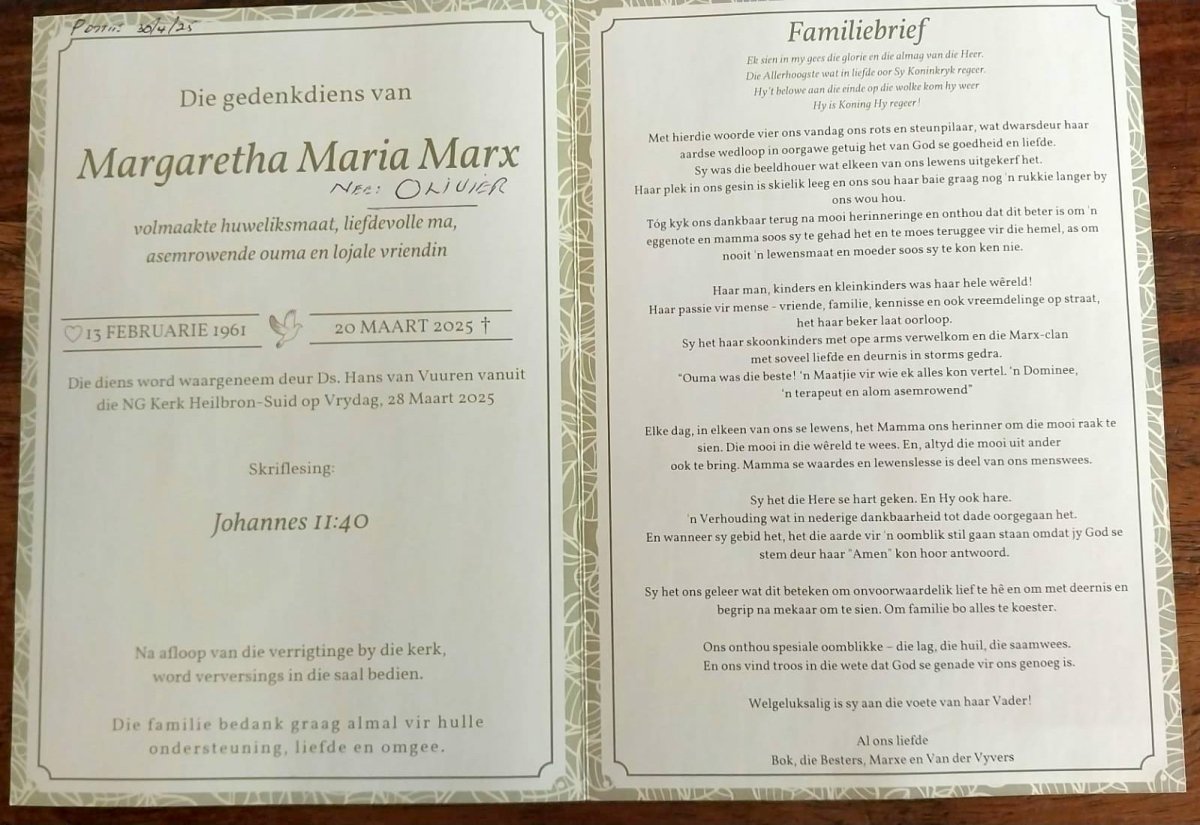 30/4/25
Die gedenkdiens van
Margaretha Maria Marx
NEE: OLIVIER
volmaakte huweliksmaat, liefdevolle ma,
asemrowende ouma en lojale vriendin
13 FEBRUARIE 1961
20 MAART 2025 †
Die diens word waargeneem deur Ds. Hans van Vuuren vanuit
die NG Kerk Heilbron-Suid op Vrydag, 28 Maart 2025
Skriflesing:
Johannes 11:40
Na afloop van die verrigtinge by die kerk,
word verversings in die saal bedien.
Die familie bedank graag almal vir hulle
ondersteuning, liefde en omgee.
Familiebrief
Ek sien in my gees die glorie en die almag van die Heer.
Die Allerhoogste wat in liefde oor Sy Koninkryk regeer.
Hy't belowe aan die einde op die wolke kom hy weer
Hy is Koning Hy regeer!
Met hierdie woorde vier ons vandag ons rots en steunpilaar, wat dwarsdeur haar
aardse wedloop in oorgawe getuig het van God se goedheid en liefde.
Sy was die beeldhouer wat elkeen van ons lewens uitgekerf het.
Haar plek in ons gesin is skielik leeg en ons sou haar baie graag nog 'n rukkie langer by
ons wou hou.
Tóg kyk ons dankbaar terug na mooi herinneringe en onthou dat dit beter is om 'n
eggenote en mamma soos sy te gehad het en te moes teruggee vir die hemel, as om
nooit 'n lewensmaat en moeder soos sy te kon ken nie.
Haar man, kinders en kleinkinders was haar hele wêreld!
Haar passie vir mense - vriende, familie, kennisse en ook vreemdelinge op straat,
het haar beker laat oorloop.
Sy het haar skoonkinders met ope arms verwelkom en die Marx-clan
met soveel liefde en deurnis in storms gedra.
"Ouma was die beste! 'n Maatjie vir wie ek alles kon vertel. 'n Dominee,
'n terapeut en alom asemrowend"
Elke dag, in elkeen van ons se lewens, het Mamma ons herinner om die mooi raak te
sien. Die mooi in die wêreld te wees. En, altyd die mooi uit ander
ook te bring. Mamma se waardes en lewenslesse is deel van ons menswees.
Sy het die Here se hart geken. En Hy ook hare.
'n Verhouding wat in nederige dankbaarheid tot dade oorgegaan het.
En wanneer sy gebid het, het die aarde vir 'n oomblik stil gaan staan omdat jy God se
stem deur haar "Amen" kon hoor antwoord.
Sy het ons geleer wat dit beteken om onvoorwaardelik lief te hê en om met deernis en
begrip na mekaar om te sien. Om familie bo alles te koester.
Ons onthou spesiale oomblikke – die lag, die huil, die saamwees.
En ons vind troos in die wete dat God se genade vir ons genoeg is.
Welgeluksalig is sy aan die voete van haar Vader!
Al ons liefde
Bok, die Besters, Marxe en Van der Vyvers